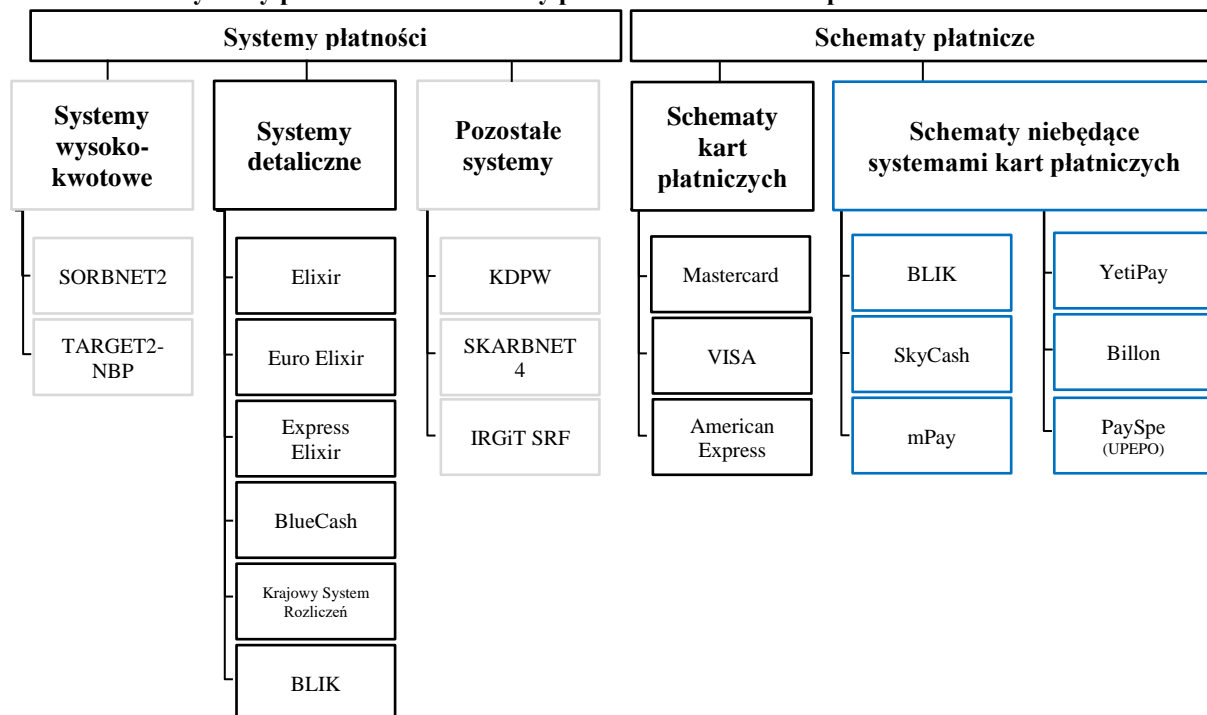 Systemy płatności
Schematy płatnicze
Systemy
wysoko-
kwotowe
Systemy
detaliczne
Pozostałe
systemy
Schematy
kart
płatniczych
Schematy niebędące
systemami kart płatniczych
SORBNET2
TARGET2-
NBP
Elixir
Euro Elixir
Express
Elixir
BlueCash
Krajowy System
Rozliczeń
BLIK
KDPW
SKARBNET
4
IRGiT SRF
Mastercard
VISA
American
Express
BLIK
SkyCash
mPay
YetiPay
Billon
PaySpe
(UPEPO)